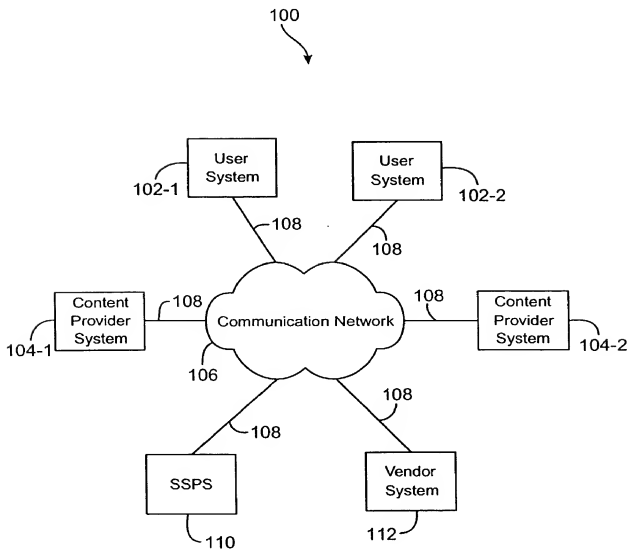 100
User
System
102-1
User
System
102-2
108
108
Content
Provider
System
104-1
108
Communication Network
106
108
Content
Provider
System
104-2
108
108
SSPS
110
Vendor
System
112